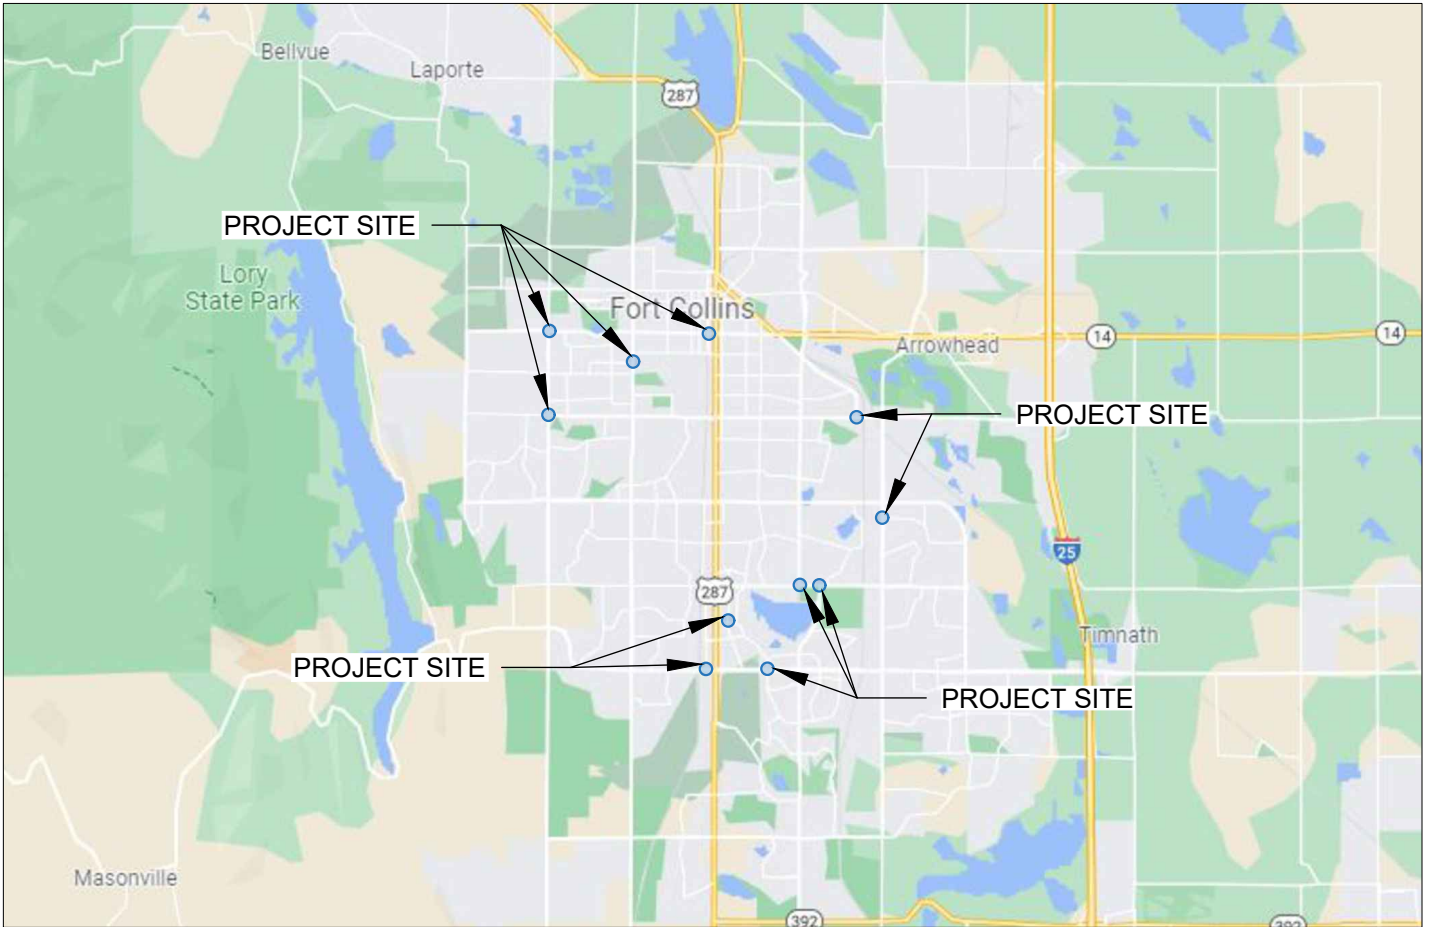 Bellvue
Laporte
287
PROJECT SITE
Lory
State Park
Fort Collins
14
14
Arrowhead
PROJECT SITE
25
287
Timnath
PROJECT SITE
PROJECT SITE
Masonville
392
392